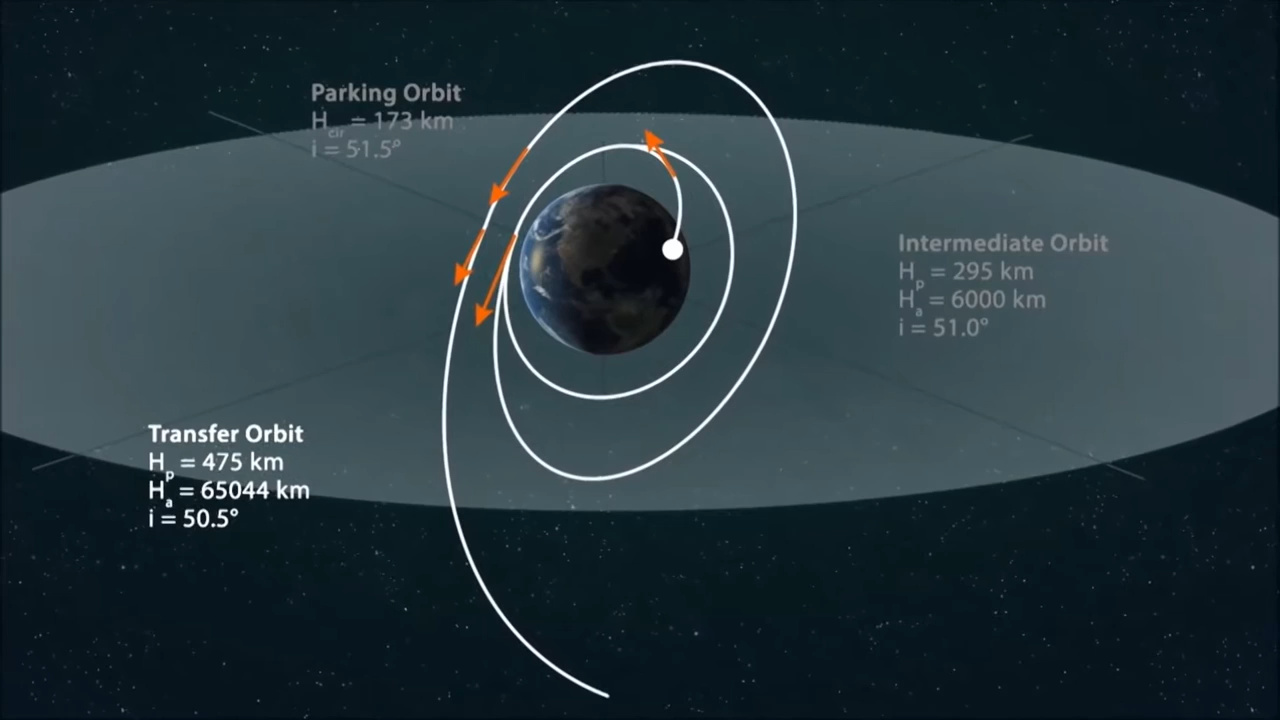 Parking Orbit
Hcir = 173 km
i = 51.5°
Intermediate Orbit
Hp = 295 km
Ha = 6000 km
i = 51.0°
Transfer Orbit
Hp = 475 km
Ha = 65044 km
i = 50.5°